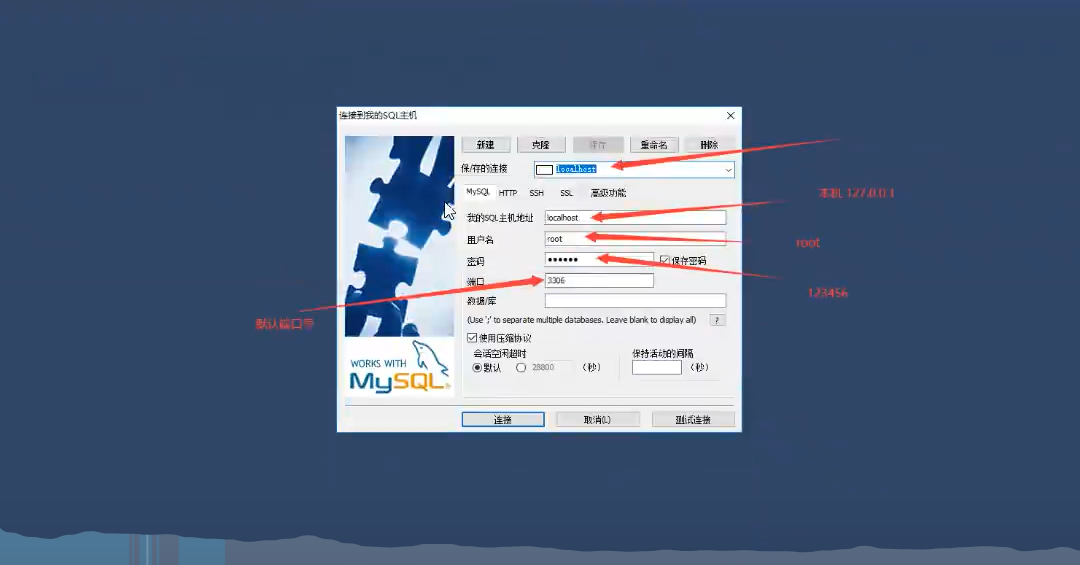 连接到我的SQL主机
新建 克隆 保存 重命名 删除
保存的连接 localhost
MySQL HTTP SSH SSL 高级功能
本机 127.0.0.1
我的SQL主机地址 localhost
用户名 root
root
密码 ●●●●●● 保存密码
端口 3306
123456
数据/库
默认端口号
(Use ';' to separate multiple databases. Leave blank to display all) ?
使用压缩协议
会话空闲超时 保持活动的间隔
默认 28800 (秒) (秒)
WORKS WITH
MySQL
连接 取消(L) 测试连接